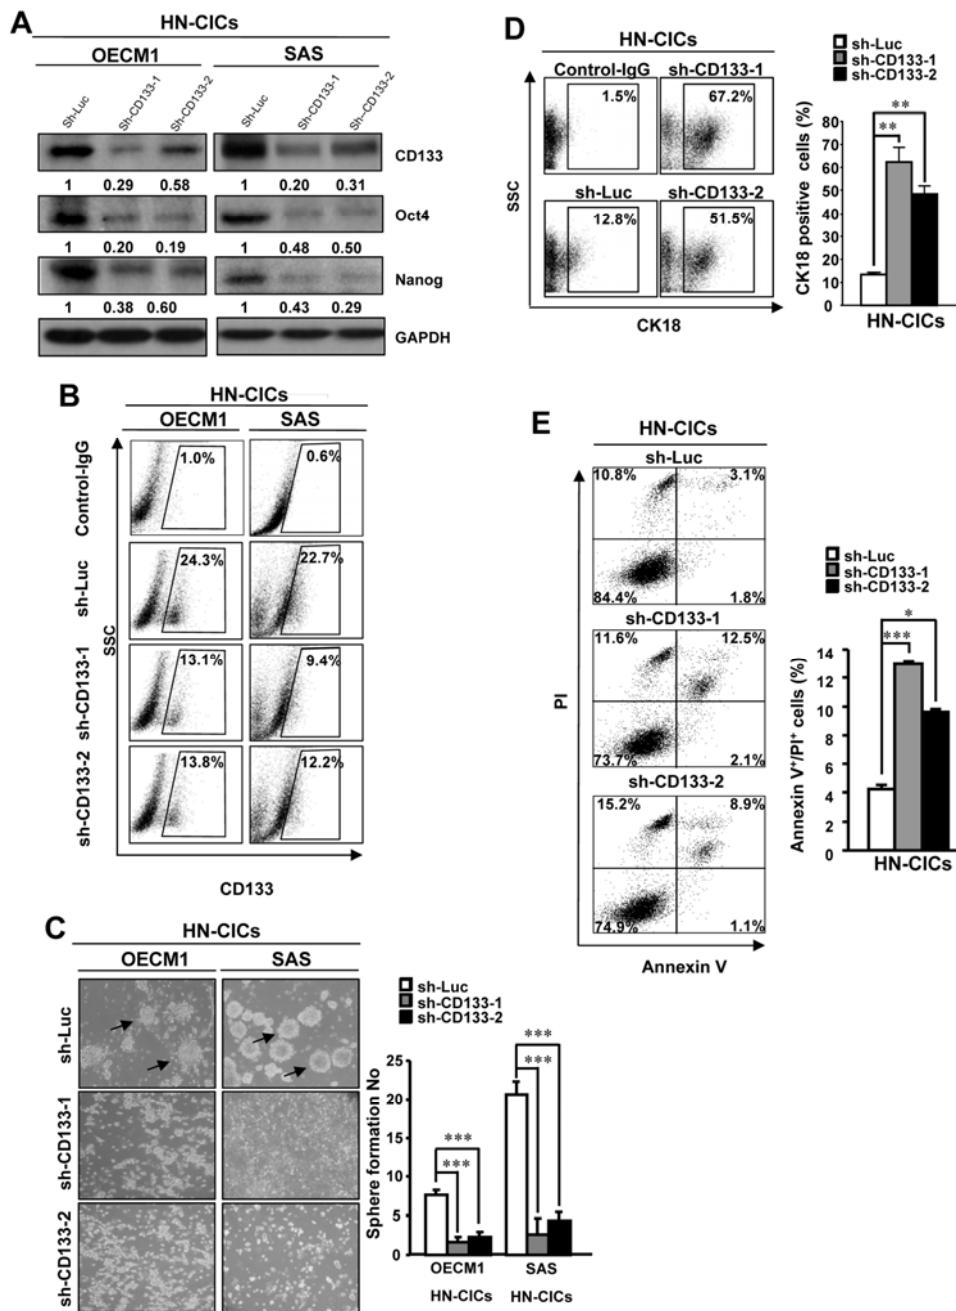 A
HN-CICs
OECM1
SAS
Sh-Luc
Sh-CD133-1
Sh-CD133-2
Sh-Luc
Sh-CD133-1
Sh-CD133-2
CD133
1 0.29 0.58 1 0.20 0.31
Oct4
1 0.20 0.19 1 0.48 0.50
Nanog
1 0.38 0.60 1 0.43 0.29
GAPDH
B
HN-CICs
OECM1
SAS
Control-IgG
1.0%
0.6%
sh-Luc
24.3%
22.7%
SSC
sh-CD133-1
13.1%
9.4%
sh-CD133-2
13.8%
12.2%
CD133
C
HN-CICs
OECM1
SAS
sh-Luc
sh-CD133-1
sh-CD133-2
sh-Luc
sh-CD133-1
sh-CD133-2
Sphere formation No
25
20
15
10
5
0
***
***
***
***
OECM1
SAS
HN-CICs
HN-CICs
D
HN-CICs
Control-IgG
sh-CD133-1
1.5%
67.2%
sh-Luc
sh-CD133-2
12.8%
51.5%
SSC
CK18
sh-Luc
sh-CD133-1
sh-CD133-2
CK18 positive cells (%)
80
70
60
50
40
30
20
10
0
**
**
HN-CICs
E
HN-CICs
sh-Luc
10.8%
3.1%
84.4%
1.8%
sh-CD133-1
11.6%
12.5%
73.7%
2.1%
sh-CD133-2
15.2%
8.9%
74.9%
1.1%
PI
Annexin V
sh-Luc
sh-CD133-1
sh-CD133-2
Annexin V⁺/PI⁺ cells (%)
14
12
10
8
6
4
2
0
*
***
HN-CICs